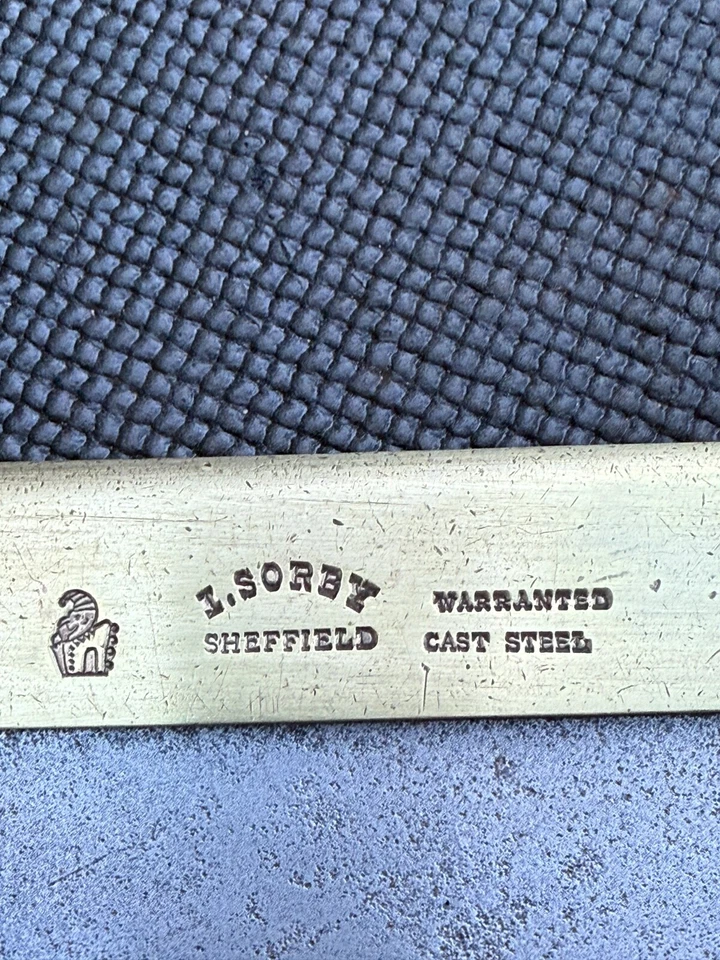 I. SORBY
SHEFFIELD
WARRANTED
CAST STEEL